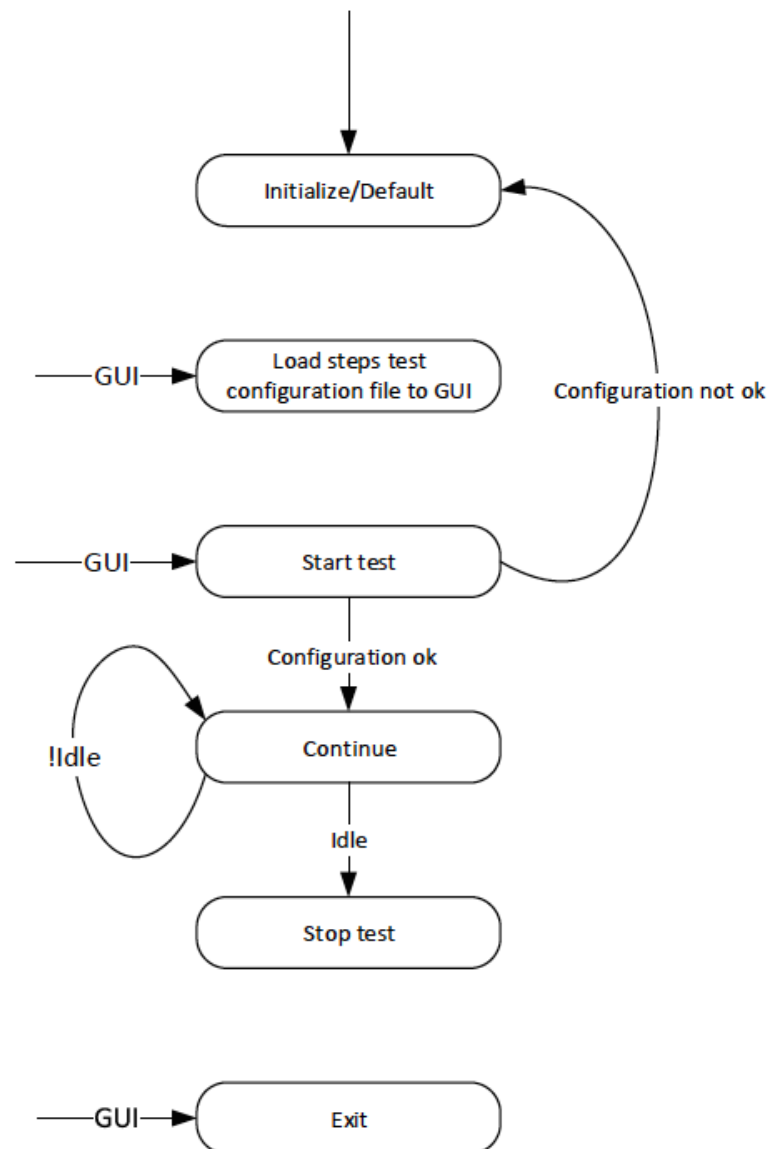 Initialize/Default
GUI
Load steps test
configuration file to GUI
Configuration not ok
GUI
Start test
Configuration ok
!Idle
Continue
Idle
Stop test
GUI
Exit